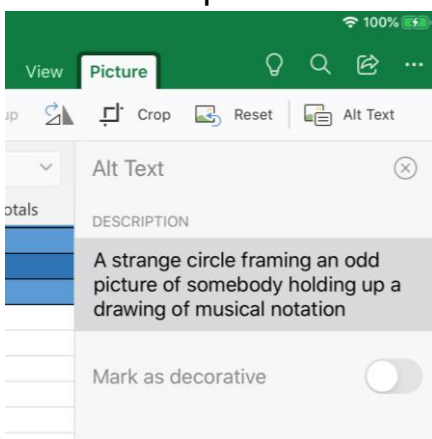 100%
View Picture
up Crop Reset Alt Text
Alt Text
otals
DESCRIPTION
A strange circle framing an odd
picture of somebody holding up a
drawing of musical notation
Mark as decorative